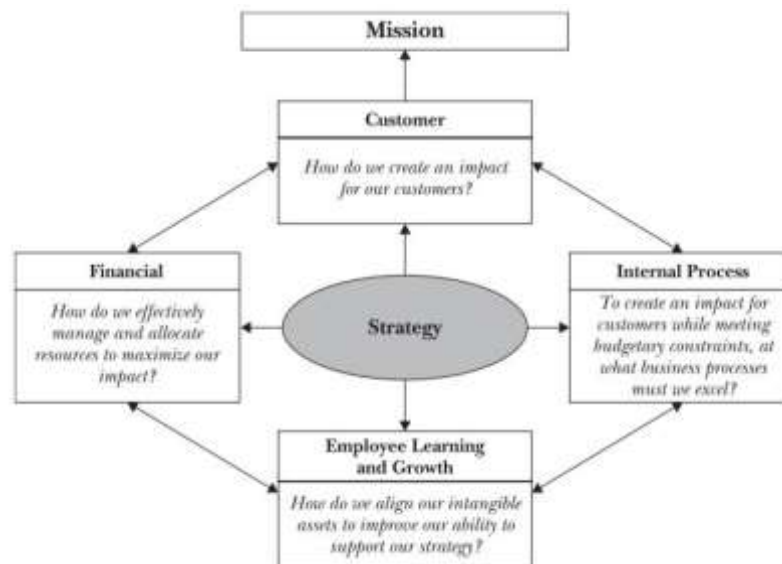 Mission
Customer
How do we create an impact
for our customers?
Financial
How do we effectively
manage and allocate
resources to maximize our
impact?
Strategy
Internal Process
To create an impact for
customers while meeting
budgetary constraints, at
what business processes
must we excel?
Employee Learning
and Growth
How do we align our intangible
assets to improve our ability to
support our strategy?